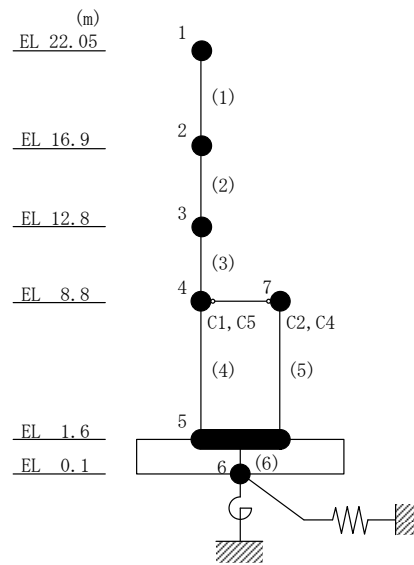 (m)
1
EL 22.05
(1)
2
EL 16.9
(2)
3
EL 12.8
(3)
4 7
EL 8.8
C1,C5 C2,C4
(4) (5)
5
EL 1.6
6 (6)
EL 0.1